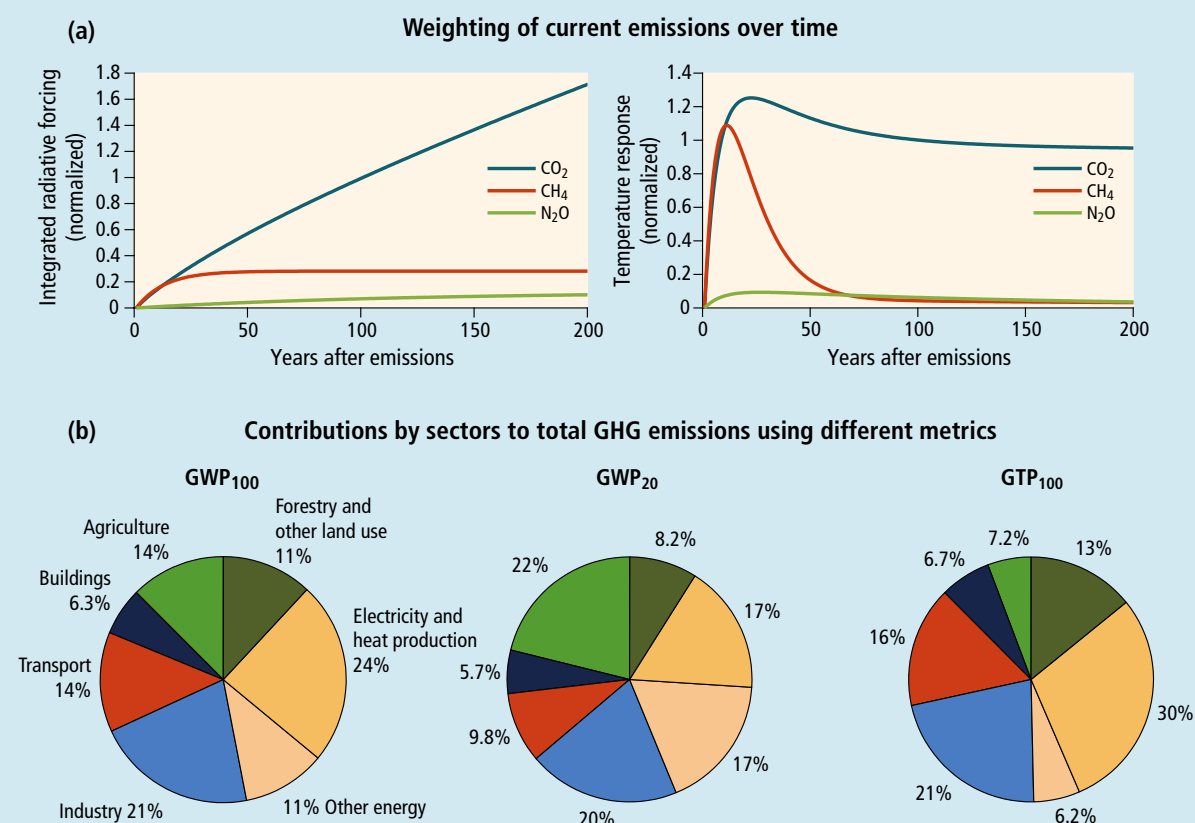 (a)
Weighting of current emissions over time
Integrated radiative forcing
(normalized)
1.8
1.6
1.4
1.2
1
0.8
0.6
0.4
0.2
0
0
50
100
150
200
Years after emissions
CO₂
CH₄
N₂O
Temperature response
(normalized)
1.4
1.2
1
0.8
0.6
0.4
0.2
0
0
50
100
150
200
Years after emissions
CO₂
CH₄
N₂O
(b)
Contributions by sectors to total GHG emissions using different metrics
GWP₁₀₀
Forestry and
other land use
11%
Electricity and
heat production
24%
11% Other energy
Industry 21%
Transport
14%
Buildings
6.3%
Agriculture
14%
GWP₂₀
8.2%
17%
17%
20%
9.8%
5.7%
22%
GTP₁₀₀
13%
30%
6.2%
21%
16%
6.7%
7.2%